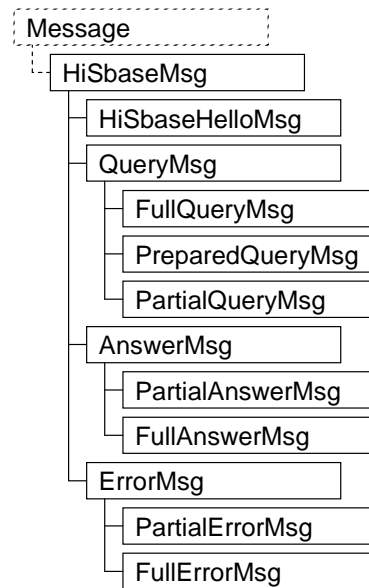 Message
HiSbaseMsg
HiSbaseHelloMsg
QueryMsg
FullQueryMsg
PreparedQueryMsg
PartialQueryMsg
AnswerMsg
PartialAnswerMsg
FullAnswerMsg
ErrorMsg
PartialErrorMsg
FullErrorMsg